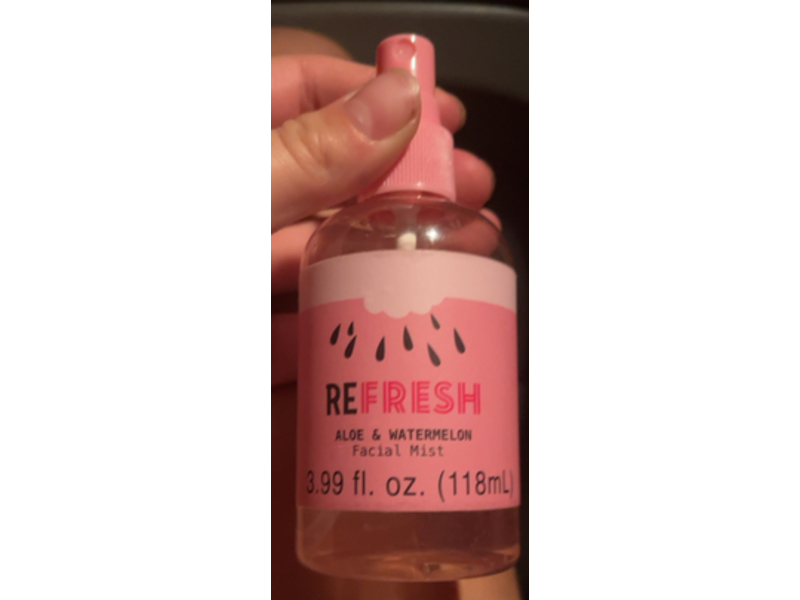 REFRESH
ALOE & WATERMELON
Facial Mist
3.99 fl. oz. (118mL)